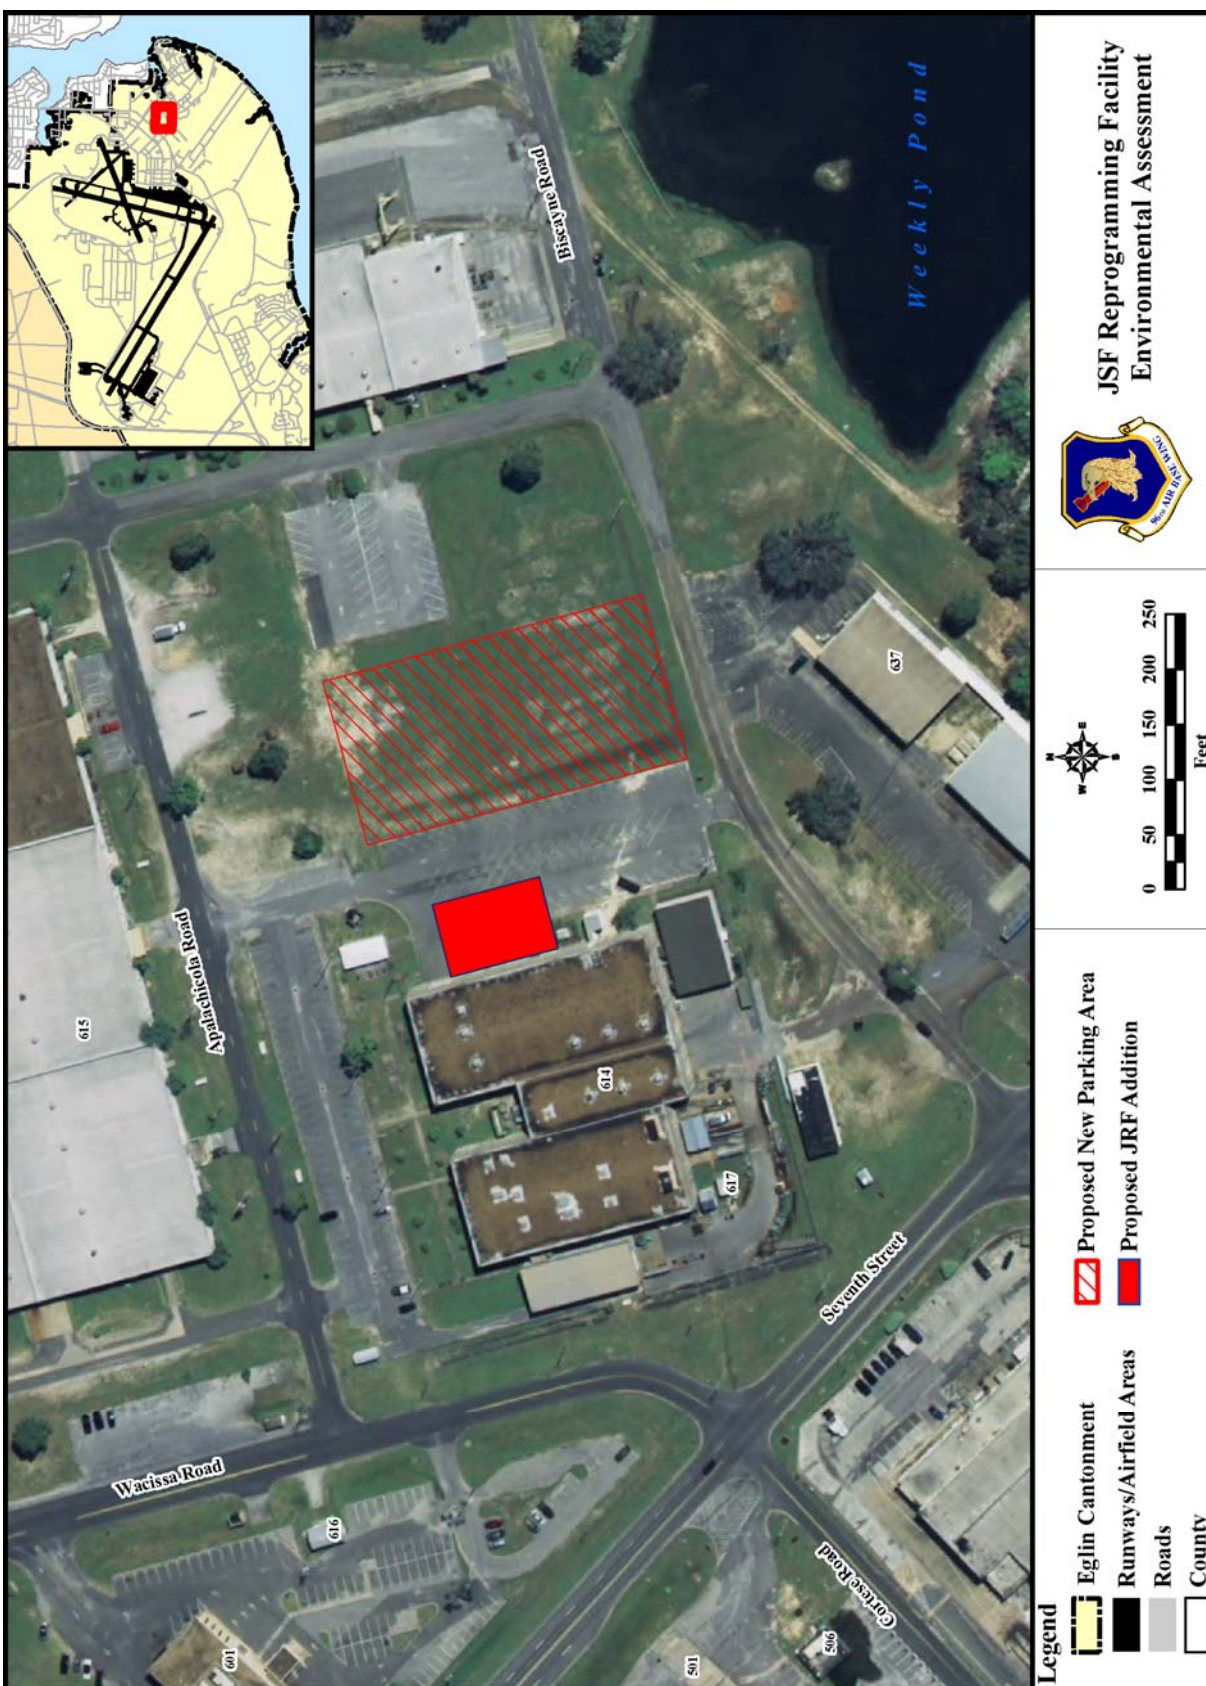 Weekly Pond
Biscayne Road
Apalachicola Road
615
637
614
617
Seventh Street
Wacissa Road
616
601
Cortese Road
506
501
Legend
Eglin Cantonment
Runways/Airfield Areas
Roads
County
Proposed New Parking Area
Proposed JRF Addition
N
W E
S
0 50 100 150 200 250
Feet
96TH AIR BASE WING
JSF Reprogramming Facility
Environmental Assessment